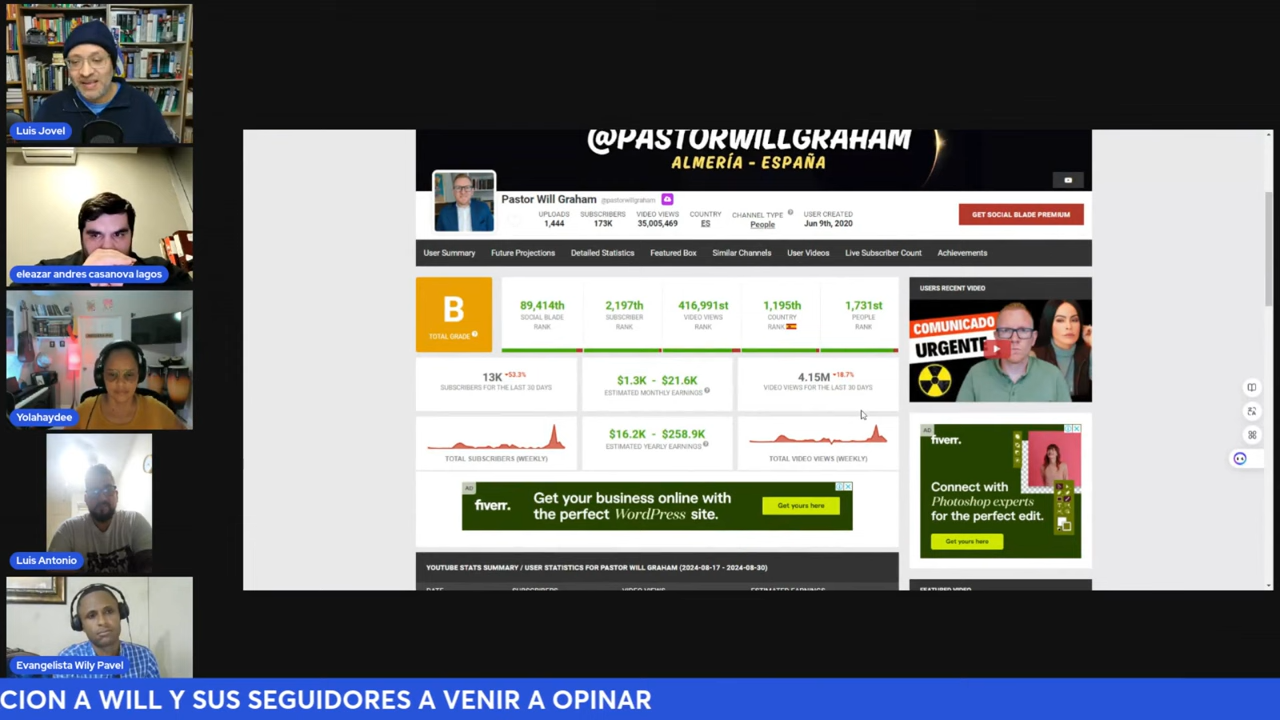 Luis Jovel
eleazar andres casanova lagos
Yolahaydee
Luis Antonio
Evangelista Wily Pavel
@PASTORWILLGRAHAM
ALMERÍA - ESPAÑA
Pastor Will Graham @pastorwillgraham
UPLOADS
1,444
SUBSCRIBERS
173K
VIDEO VIEWS
35,005,469
COUNTRY
ES
CHANNEL TYPE
People
USER CREATED
Jun 9th, 2020
GET SOCIAL BLADE PREMIUM
User Summary Future Projections Detailed Statistics Featured Box Similar Channels User Videos Live Subscriber Count Achievements
B
TOTAL GRADE
89,414th
SOCIAL BLADE
RANK
2,197th
SUBSCRIBER
RANK
416,991st
VIDEO VIEWS
RANK
1,195th
COUNTRY
RANK
1,731st
PEOPLE
RANK
13K -53.3%
SUBSCRIBERS FOR THE LAST 30 DAYS
$1.3K - $21.6K
ESTIMATED MONTHLY EARNINGS
4.15M -18.7%
VIDEO VIEWS FOR THE LAST 30 DAYS
TOTAL SUBSCRIBERS (WEEKLY)
$16.2K - $258.9K
ESTIMATED YEARLY EARNINGS
TOTAL VIDEO VIEWS (WEEKLY)
AD
fiverr.
Get your business online with
the perfect WordPress site.
Get yours here
YOUTUBE STATS SUMMARY / USER STATISTICS FOR PASTOR WILL GRAHAM (2024-08-17 - 2024-08-30)
USERS RECENT VIDEO
COMUNICADO
URGENTE
AD
fiverr.
Connect with
Photoshop experts
for the perfect edit.
Get yours here
CION A WILL Y SUS SEGUIDORES A VENIR A OPINAR